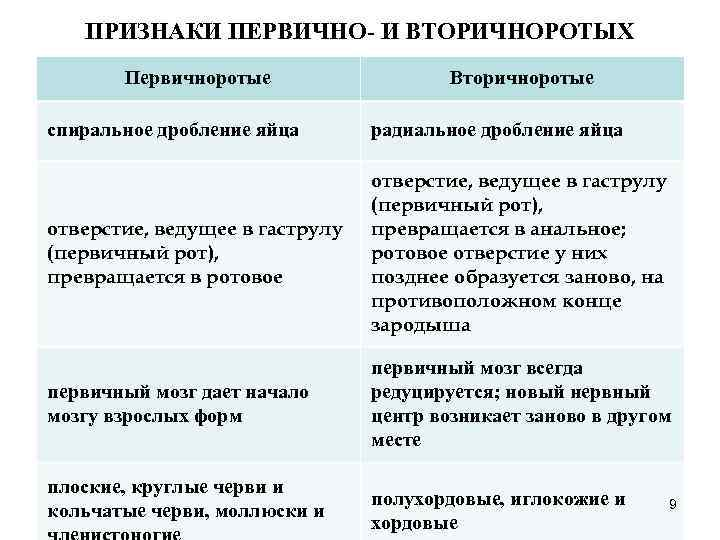 ПРИЗНАКИ ПЕРВИЧНО- И ВТОРИЧНОРОТЫХ
Первичноротые
Вторичноротые
спиральное дробление яйца
радиальное дробление яйца
отверстие, ведущее в гаструлу
(первичный рот),
превращается в ротовое
отверстие, ведущее в гаструлу
(первичный рот),
превращается в анальное;
ротовое отверстие у них
позднее образуется заново, на
противоположном конце
зародыша
первичный мозг дает начало
мозгу взрослых форм
первичный мозг всегда
редуцируется; новый нервный
центр возникает заново в другом
месте
плоские, круглые черви и
кольчатые черви, моллюски и
членистоногие
полухордовые, иглокожие и
хордовые
9